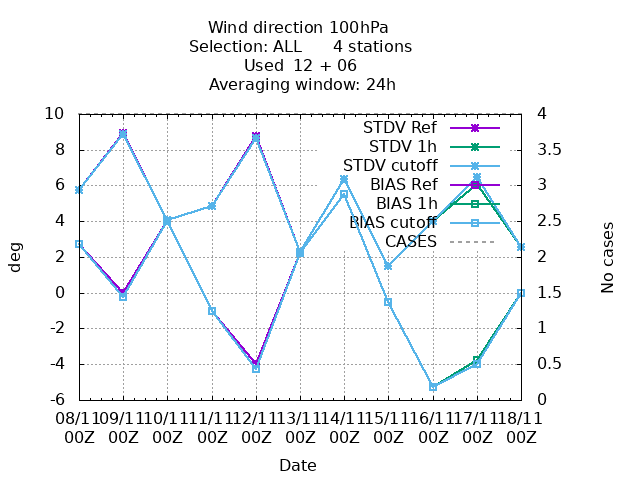 Wind direction 100hPa
Selection: ALL 4 stations
Used 12 + 06
Averaging window: 24h
10
8
6
4
2
0
-2
-4
-6
4
3.5
3
2.5
2
1.5
1
0.5
0
deg
No cases
STDV Ref
STDV 1h
STDV cutoff
BIAS Ref
BIAS 1h
BIAS cutoff
CASES
08/11 09/11 10/11 11/11 12/11 13/11 14/11 15/11 16/11 17/11 18/11
00Z 00Z 00Z 00Z 00Z 00Z 00Z 00Z 00Z 00Z 00Z
Date